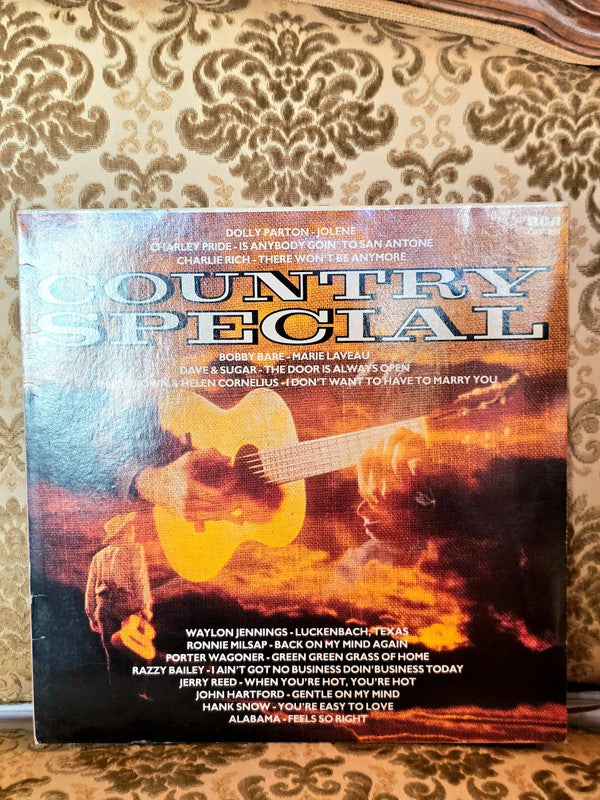 RCA
DOLLY PARTON - JOLENE
CHARLEY PRIDE - IS ANYBODY GOIN' TO SAN ANTONE
CHARLIE RICH - THERE WON'T BE ANYMORE
COUNTRY
SPECIAL
BOBBY BARE - MARIE LAVEAU
DAVE & SUGAR - THE DOOR IS ALWAYS OPEN
& HELEN CORNELIUS - I DON'T WANT TO HAVE TO MARRY YOU
WAYLON JENNINGS - LUCKENBACH, TEXAS
RONNIE MILSAP - BACK ON MY MIND AGAIN
PORTER WAGONER - GREEN GREEN GRASS OF HOME
RAZZY BAILEY - I AIN'T GOT NO BUSINESS DOIN' BUSINESS TODAY
JERRY REED - WHEN YOU'RE HOT, YOU'RE HOT
JOHN HARTFORD - GENTLE ON MY MIND
HANK SNOW - YOU'RE EASY TO LOVE
ALABAMA - FEELS SO RIGHT